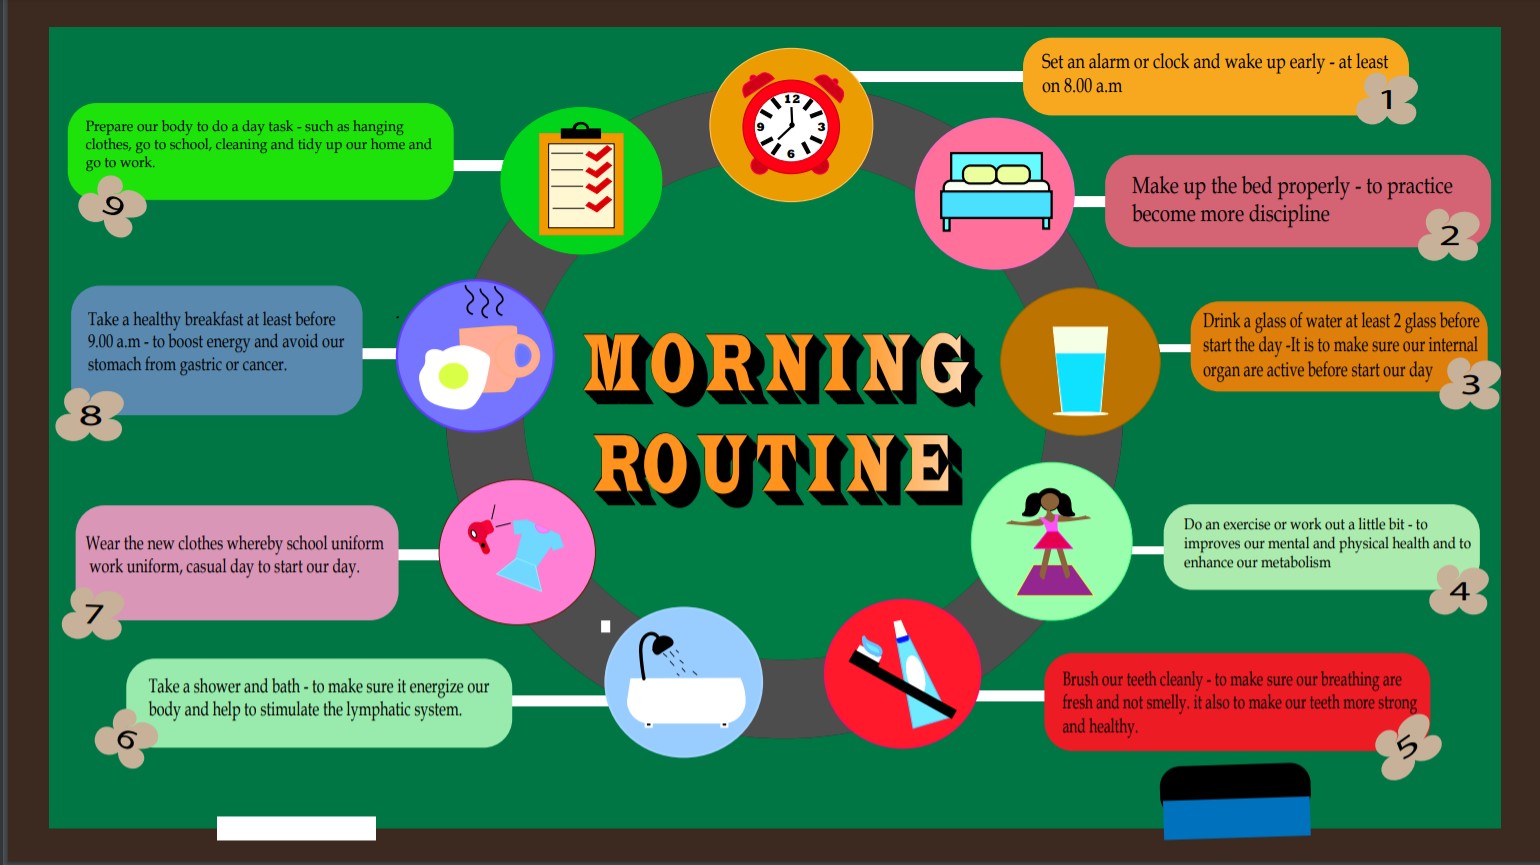 MORNING
ROUTINE
12
3
6
9
Set an alarm or clock and wake up early - at least
on 8.00 a.m
1
Make up the bed properly - to practice
become more discipline
2
Drink a glass of water at least 2 glass before
start the day -It is to make sure our internal
organ are active before start our day
3
Do an exercise or work out a little bit - to
improves our mental and physical health and to
enhance our metabolism
4
Brush our teeth cleanly - to make sure our breathing are
fresh and not smelly. it also to make our teeth more strong
and healthy.
5
Take a shower and bath - to make sure it energize our
body and help to stimulate the lymphatic system.
6
Wear the new clothes whereby school uniform
work uniform, casual day to start our day.
7
Take a healthy breakfast at least before
9.00 a.m - to boost energy and avoid our
stomach from gastric or cancer.
8
Prepare our body to do a day task - such as hanging
clothes, go to school, cleaning and tidy up our home and
go to work.
9